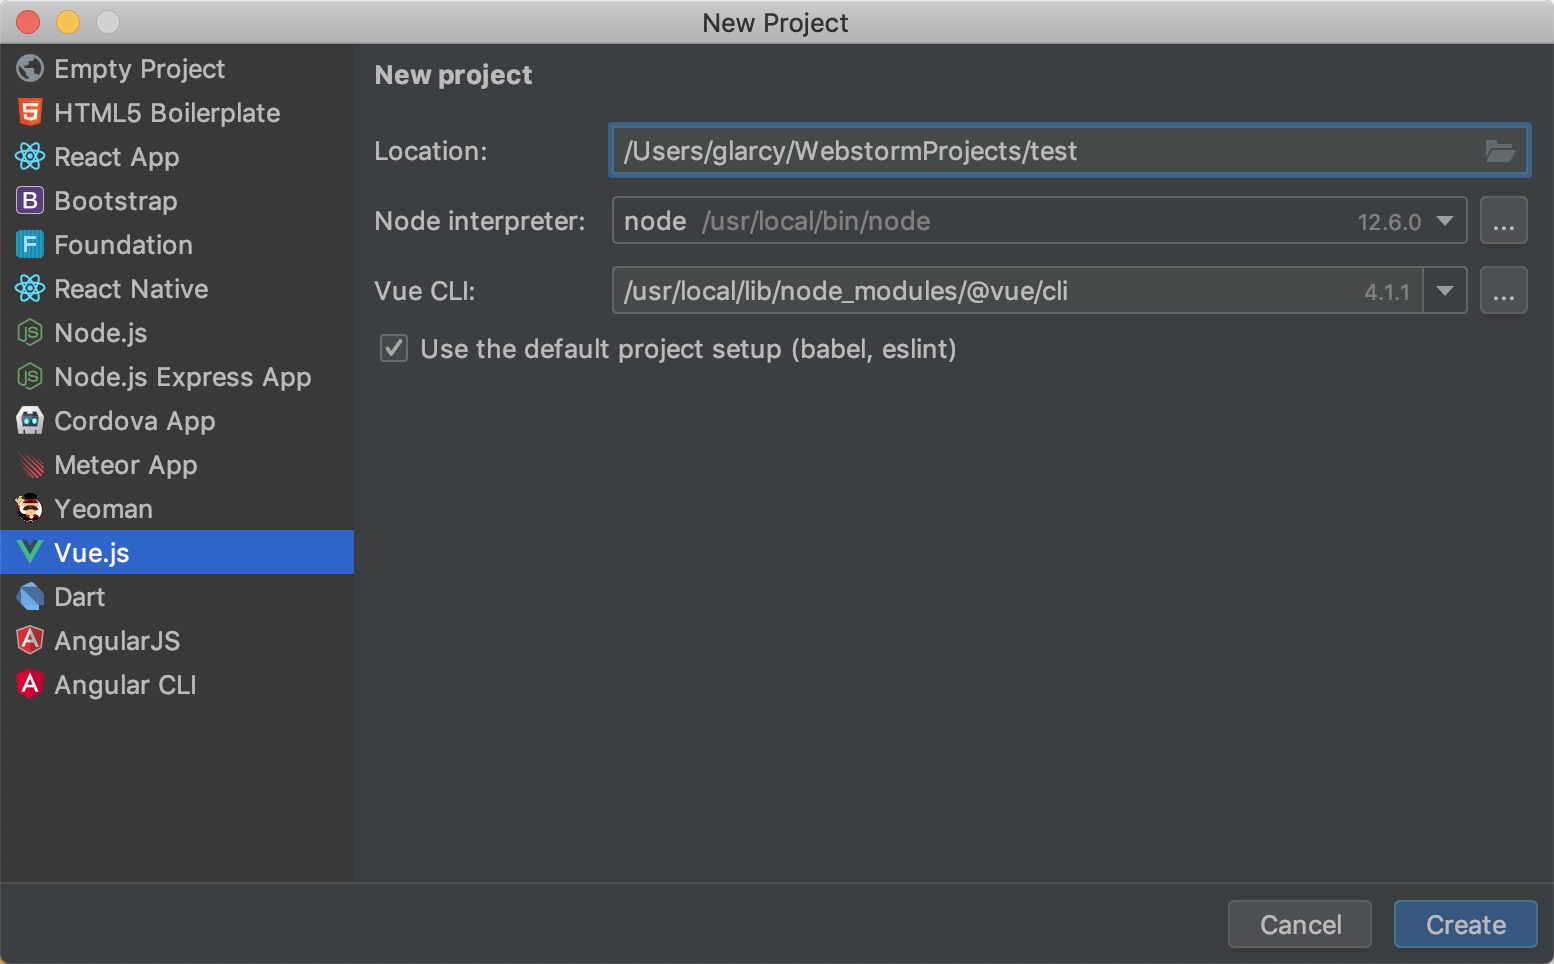 New Project
Empty Project
HTML5 Boilerplate
React App
Bootstrap
Foundation
React Native
Node.js
Node.js Express App
Cordova App
Meteor App
Yeoman
Vue.js
Dart
AngularJS
Angular CLI
New project
Location: /Users/glarcy/WebstormProjects/test
Node interpreter: node /usr/local/bin/node 12.6.0 ...
Vue CLI: /usr/local/lib/node_modules/@vue/cli 4.1.1 ...
Use the default project setup (babel, eslint)
Cancel Create